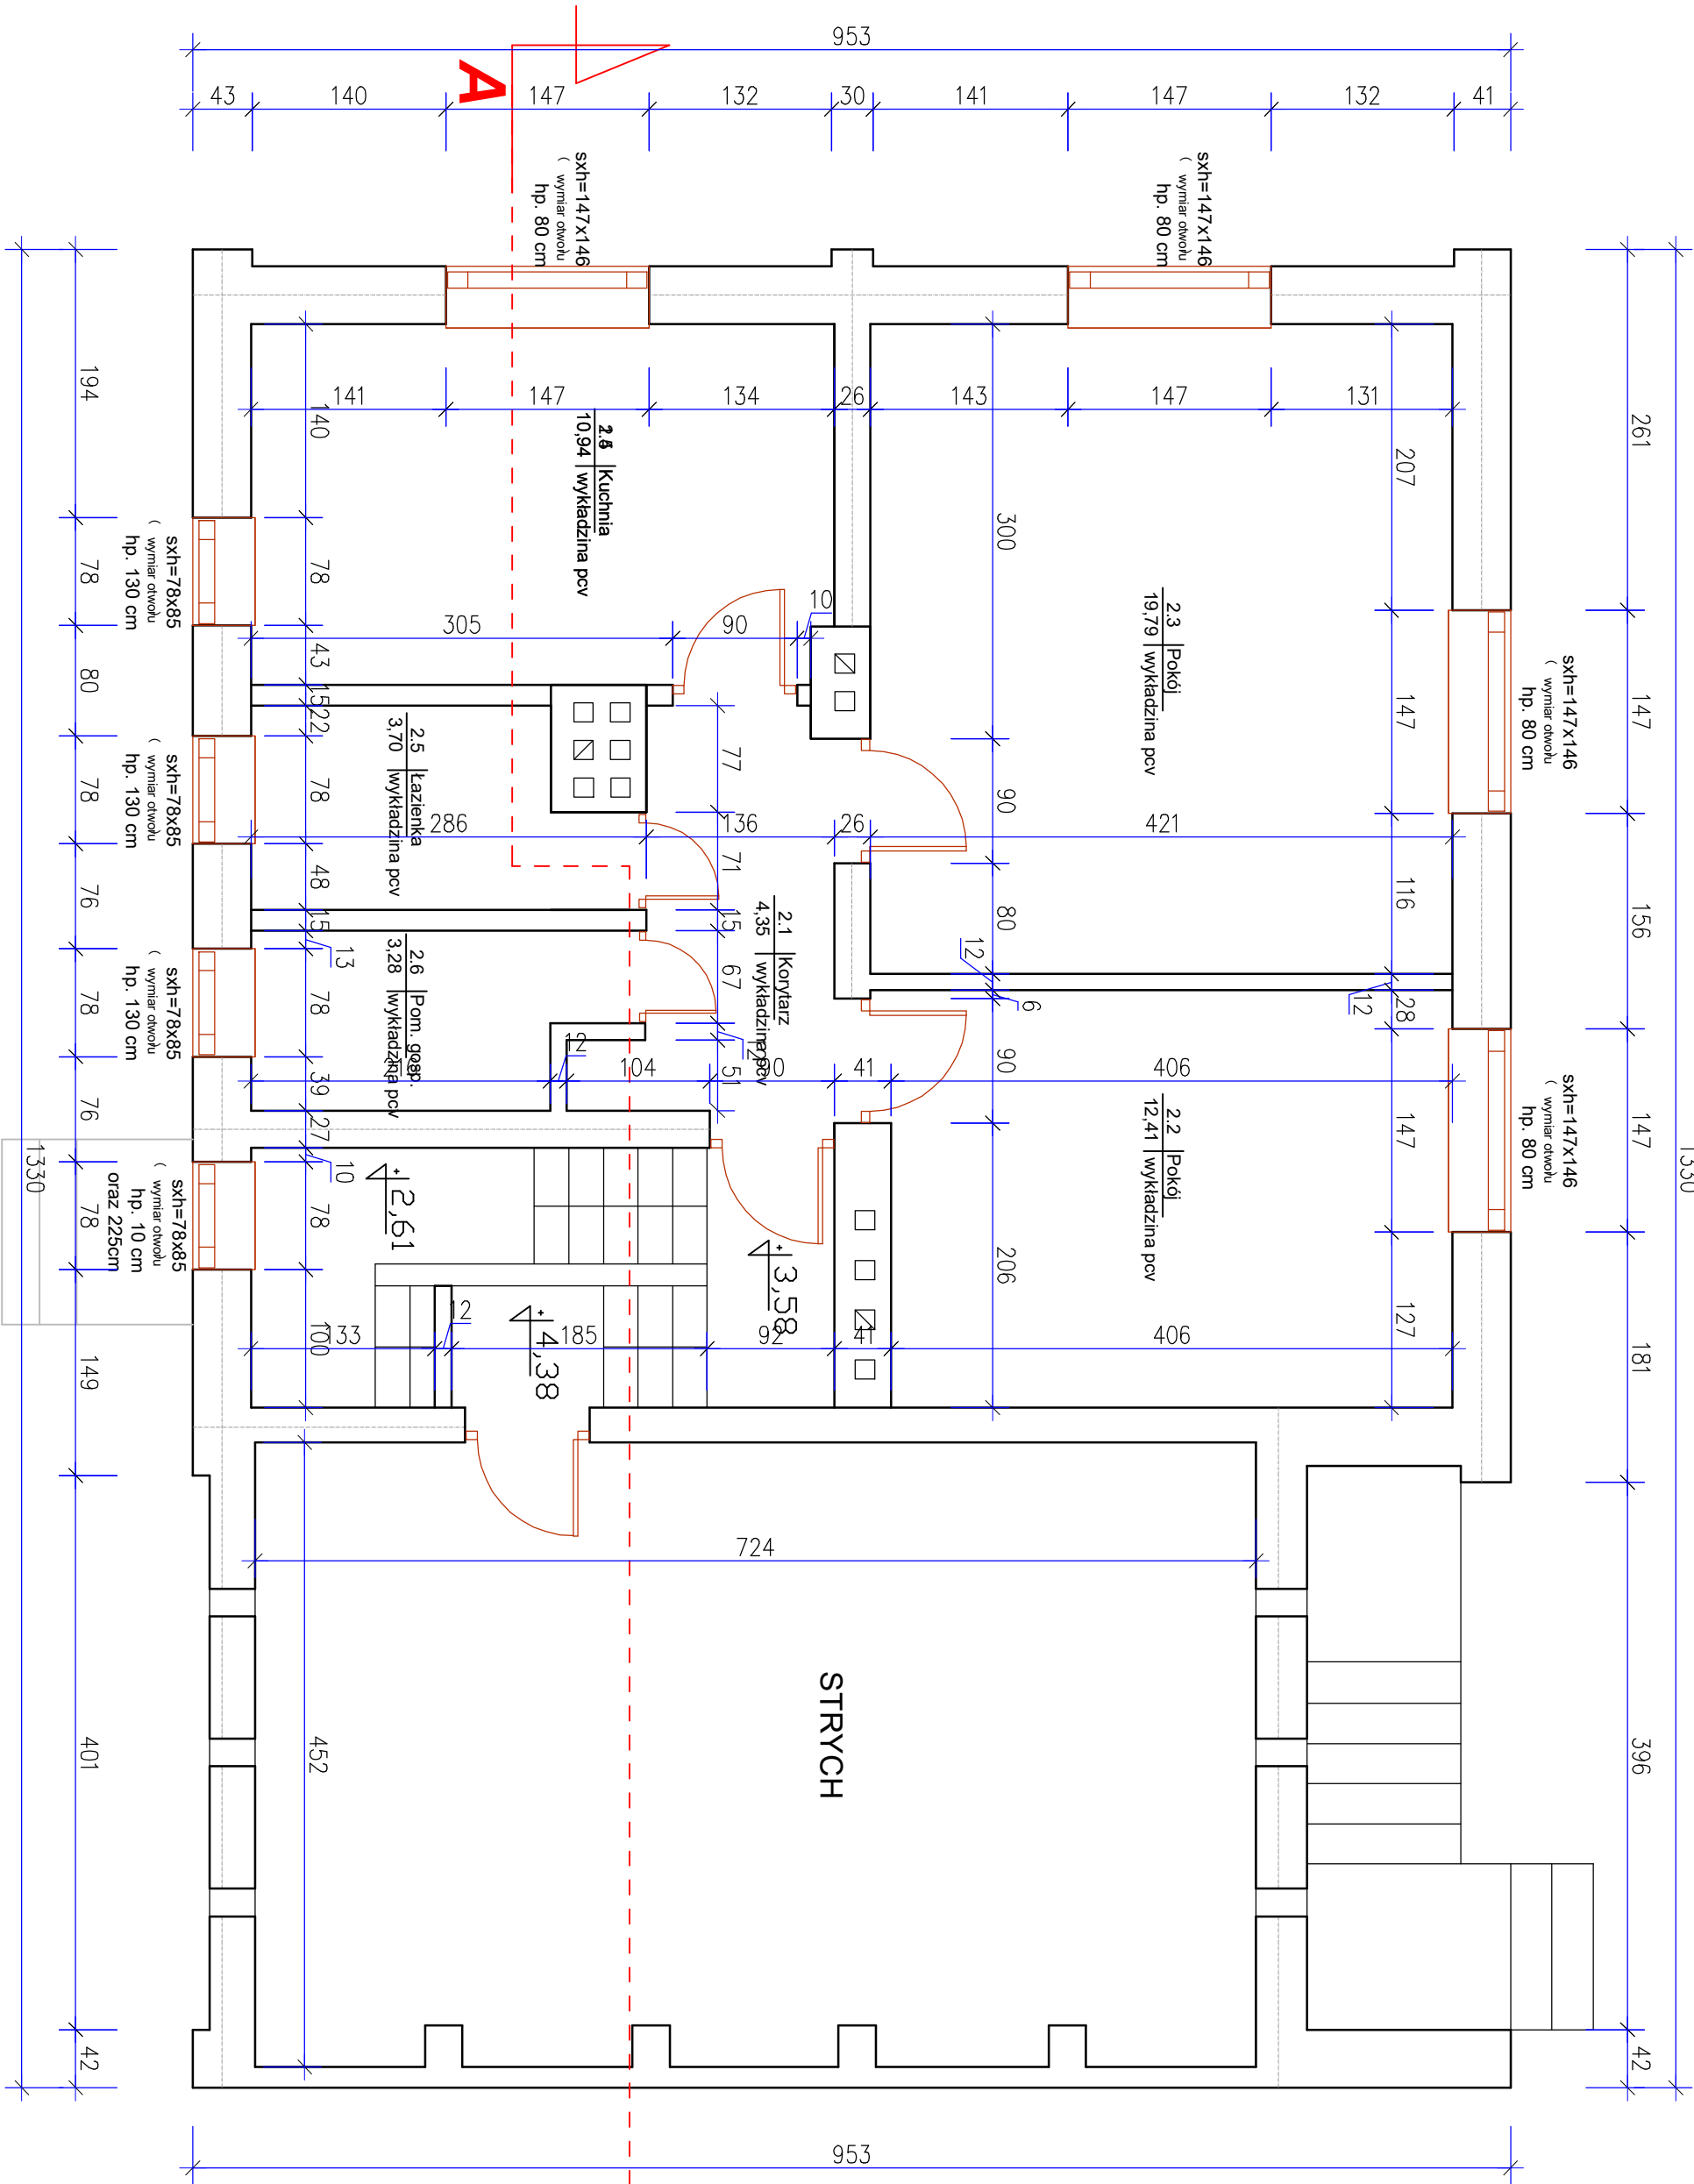 953
43 140 147 132 30 141 147 132 41
A
sxh=147x146
( wymiar otworu
hp. 80 cm
sxh=147x146
( wymiar otworu
hp. 80 cm
141 147 134 26 143 147 131
194
78
80
78
76
78
76
78
149
401
42
1330
261
147
156
147
181
396
42
1330
sxh=147x146
( wymiar otworu
hp. 80 cm
sxh=147x146
( wymiar otworu
hp. 80 cm
sxh=78x85
( wymiar otworu
hp. 130 cm
sxh=78x85
( wymiar otworu
hp. 130 cm
sxh=78x85
( wymiar otworu
hp. 130 cm
sxh=78x85
( wymiar otworu
hp. 10 cm
oraz 225cm
140
78
43
15
22
78
48
15
13
78
39
27
10
78
100
452
Kuchnia
10,94 wykładzina pcv
2.3 Pokój
19,79 wykładzina pcv
2.5 Łazienka
3,70 wykładzina pcv
2.6 Pom. gosp.
3,28 wykładzina pcv
2.1 Korytarz
4,35 wykładzina pcv
2.2 Pokój
12,41 wykładzina pcv
207
147
116
12
28
147
127
300
90
80
12
6
90
206
305 90 10
77
71
15
67
51
286 136 26 421
12 104 90 41 406
133 12 185 92 41 406
+2,61
+3,58
+4,38
724
STRYCH
953